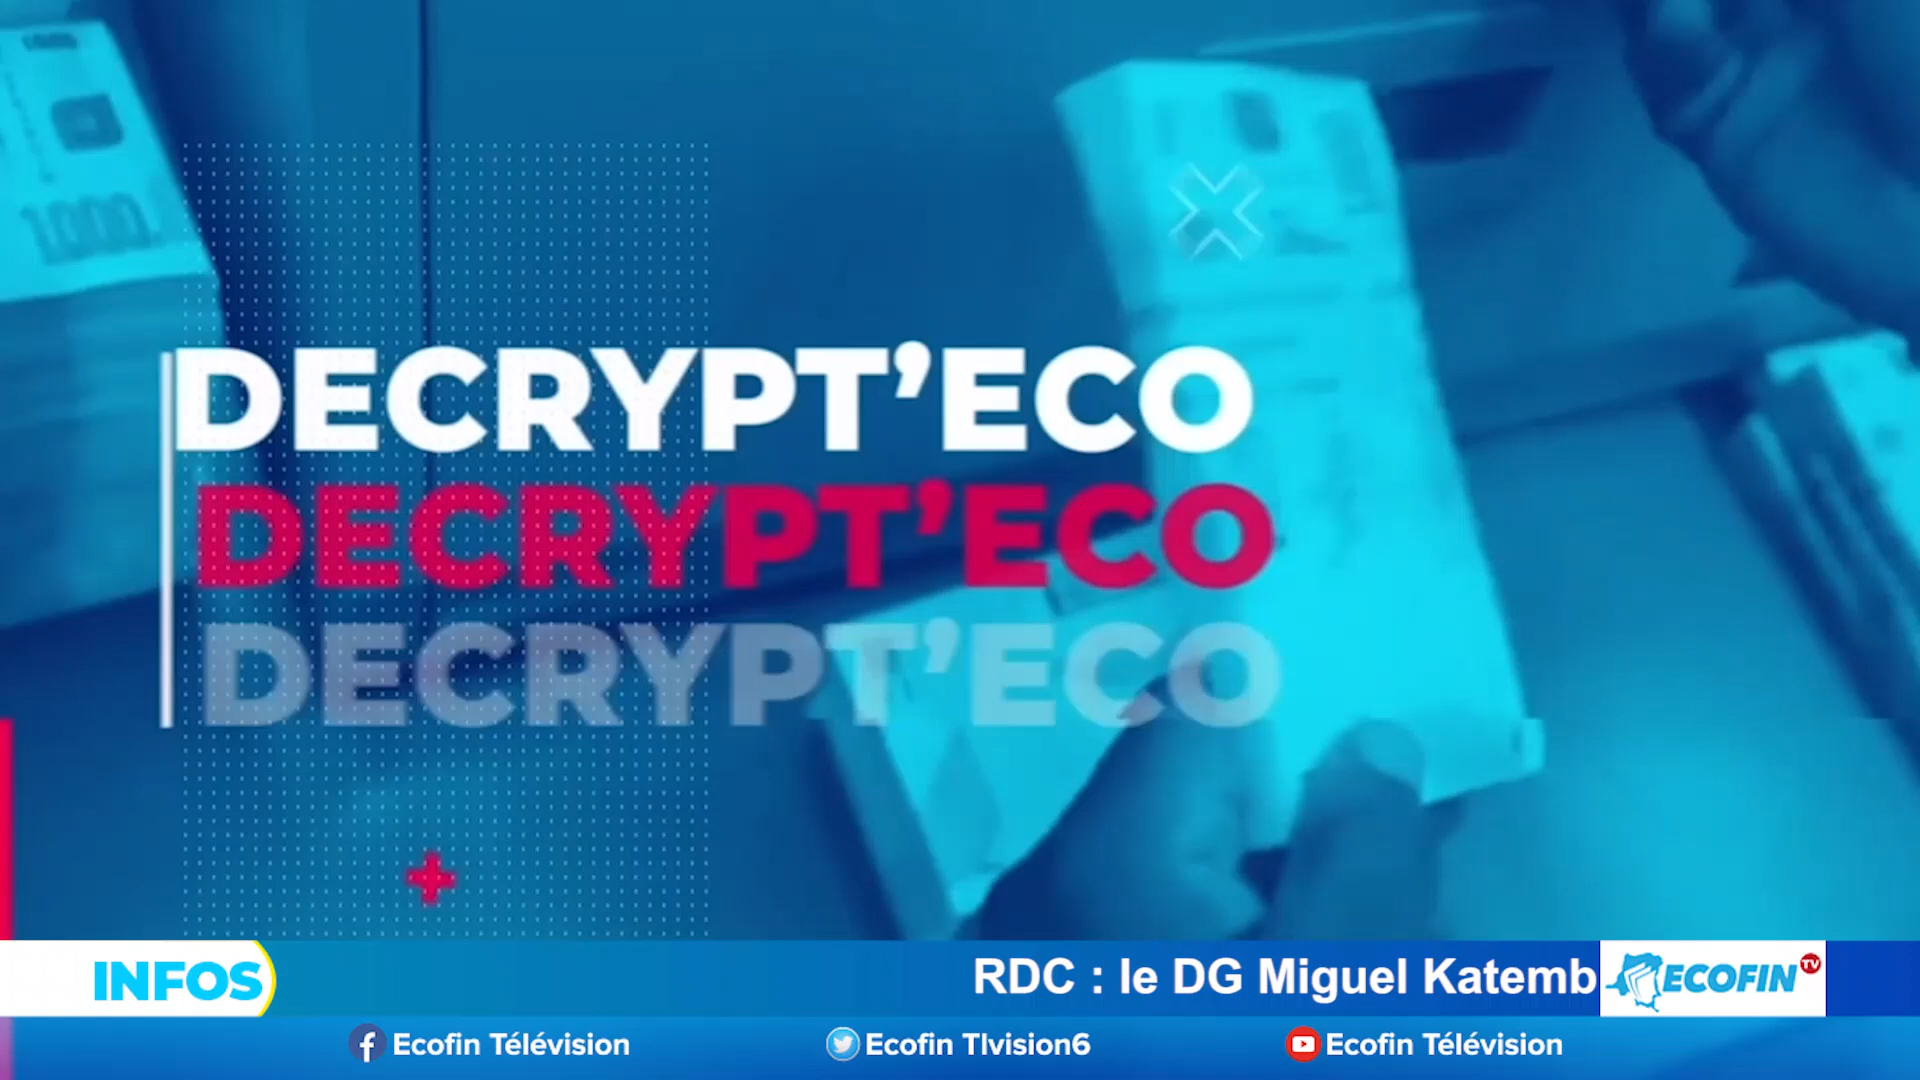 1000
DECRYPT’ECO
DECRYPT’ECO
DECRYPT’ECO
INFOS
RDC : le DG Miguel Katemb
ECOFIN TV
Ecofin Télévision
Ecofin Tlvision6
Ecofin Télévision